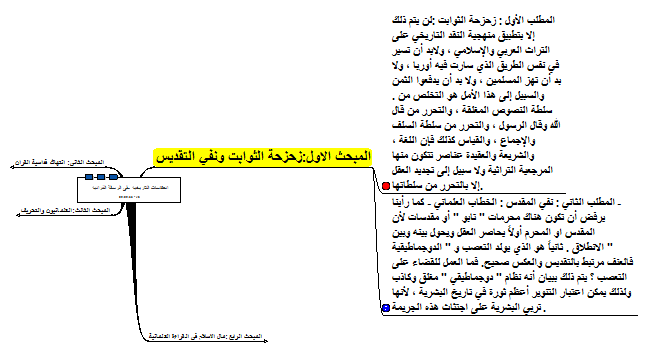 المطلب الأول : زحزحة الثوابت :لن يتم ذلك
إلا بتطبيق منهجية النقد التاريخي على
التراث العربي والإسلامي ، ولابد أن تسير
في نفس الطريق الذي سارت فيه أوربا ، ولا
بد أن تهز المسلمين ، ولا بد أن يدفعوا الثمن
والسبيل إلى هذا الأمل هو التخلص من .
سلطة النصوص المغلقة ، والتحرر من قال
الله وقال الرسول ، والتحرر من سلطة السلف
والإجماع ، والقياس كذلك فإن اللغة ،
والشريعة والعقيدة عناصر تتكون منها
المرجعية التراثية ولا سبيل إلى تجديد العقل
إلا بالتحرر من سلطاتها.
المبحث الاول:زحزحة الثوابت ونفي التقديس
ـ المطلب الثاني : نفي المقدس : الخطاب العلماني ـ كما رأينا
يرفض أن تكون هناك محرمات " تابو " أو مقدسات لأن
المقدس او المحرم أولاً يحاصر العقل ويحول بينه وبين
" الانطلاق . ثانياً هو الذي يولد التعصب و " الدوجماطيقية
فالعنف مرتبط بالتقديس والعكس صحيح. فما العمل للقضاء على
التعصب ؟ يتم ذلك ببيان أنه نظام " دوجماطيقي " مغلق وكاذب
ولذلك يمكن اعتبار التنوير أعظم ثورة في تاريخ البشرية ، لأنها
تربي البشرية على اجتثاث هذه الجريمة .
المبحث الثانى: انتهاك قداسية القران
المبحث الثالث:العلمانيون والتحريف
المبحث الرابع :مآل الاسلام فى القراءة العلمانية